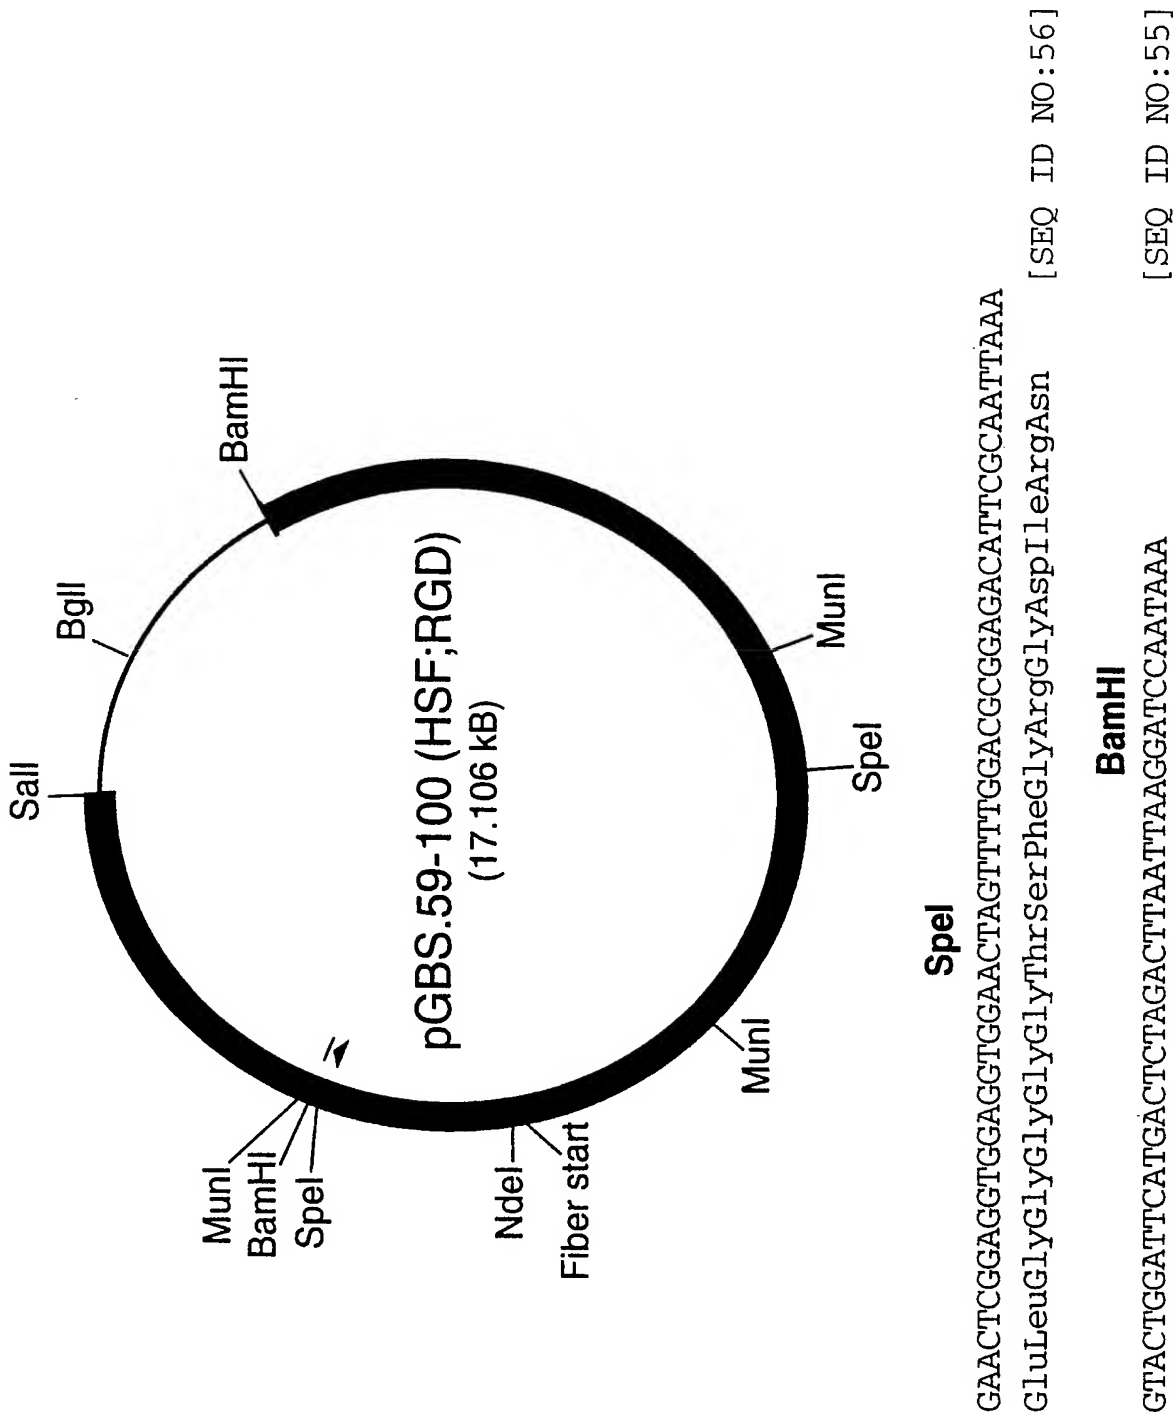 SalI
BglI
MunI
BamHI
BamHI
SpeI
pGBS.59-100 (HSF;RGD)
(17.106 kB)
NdeI
Fiber start
MunI
MunI
SpeI
SpeI
GAACTCGGAGGTGGAGGTGGAACTAGTTTTGGACGCGGAGACATTCGCAATTAAA
GluLeuGlyGlyGlyGlyGlyThrSerPheGlyArgGlyAspIleArgAsn [SEQ ID NO:56]
BamHI
GTACTGGATTCATGACTCTAGACTTAATTAAGGATCCAATAAA [SEQ ID NO:55]